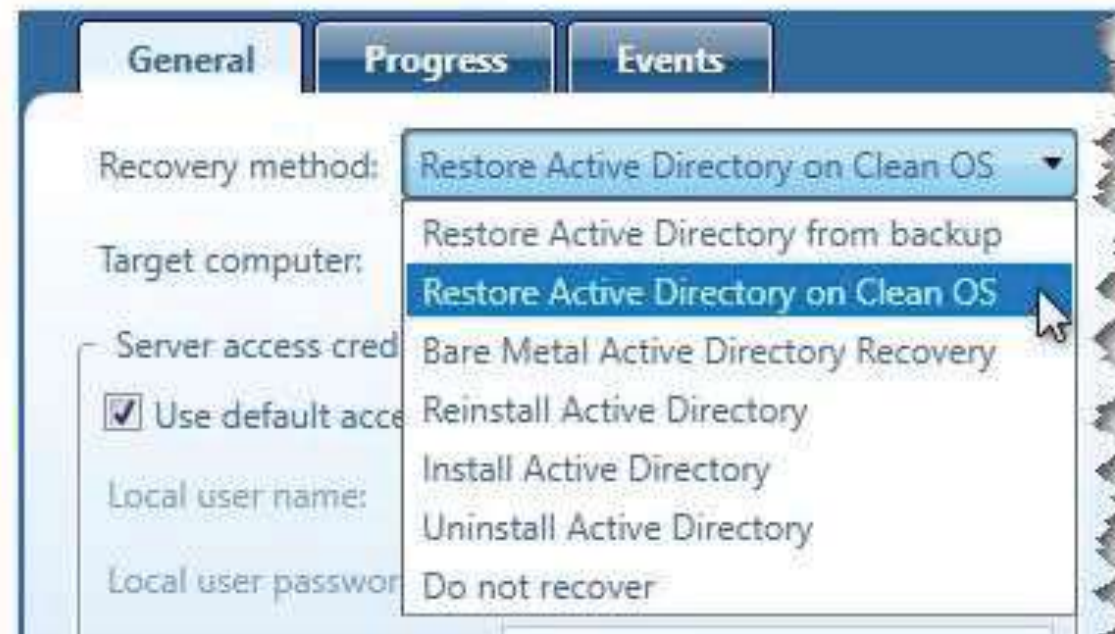 General Progress Events
Recovery method: Restore Active Directory on Clean OS
Restore Active Directory from backup
Target computer:
Restore Active Directory on Clean OS
Server access cred
Bare Metal Active Directory Recovery
Use default acce
Reinstall Active Directory
Local user name:
Install Active Directory
Uninstall Active Directory
Local user passwor
Do not recover